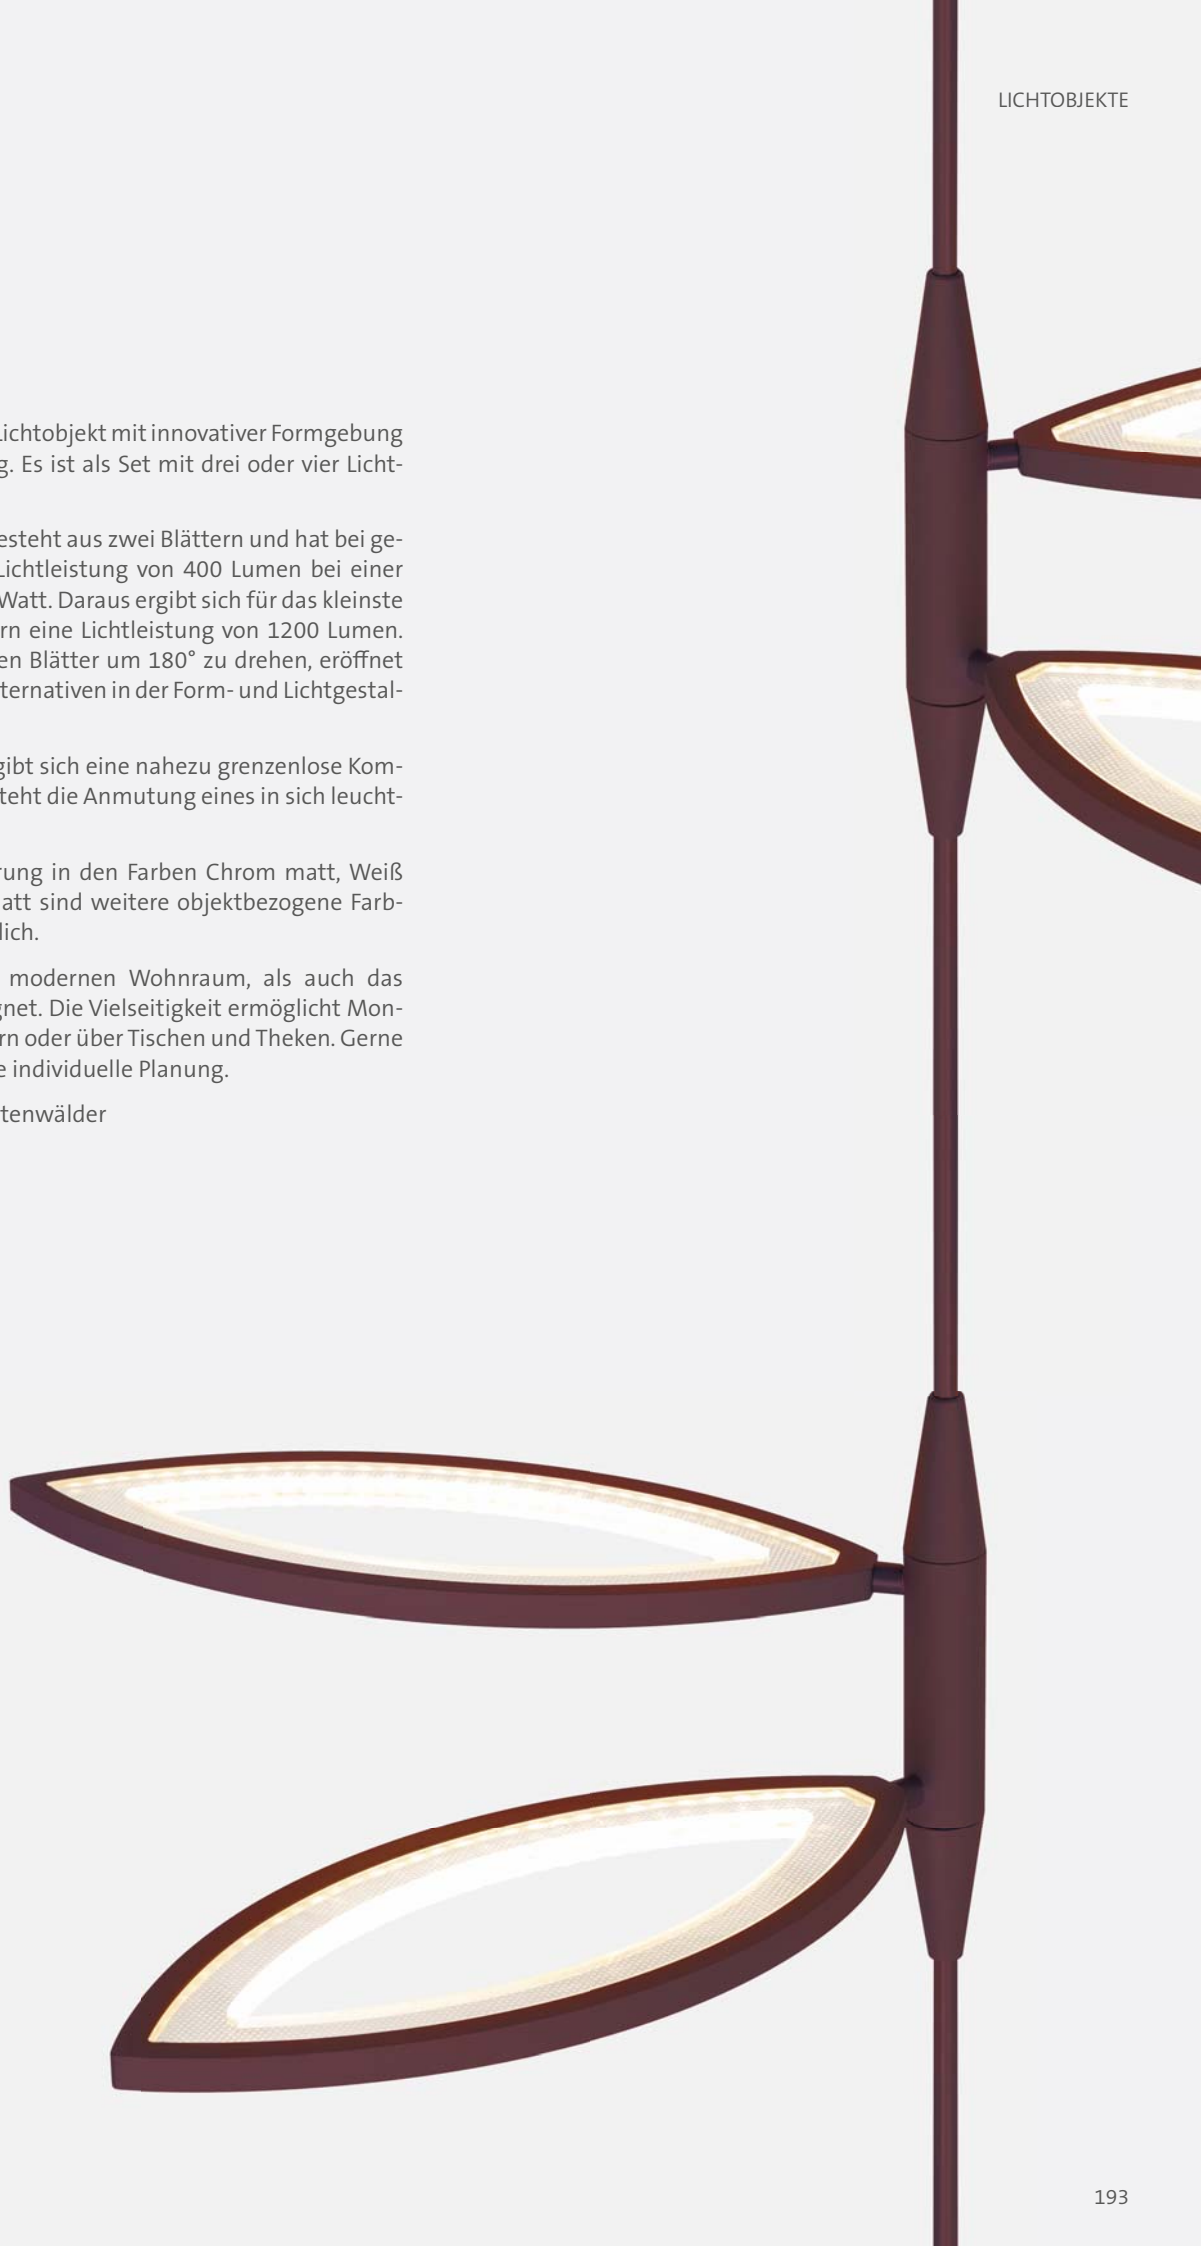 LICHTOBJEKTE
Lichtobjekt mit innovativer Formgebung
g. Es ist als Set mit drei oder vier Licht-
esteht aus zwei Blättern und hat bei ge-
Lichtleistung von 400 Lumen bei einer
Watt. Daraus ergibt sich für das kleinste
rn eine Lichtleistung von 1200 Lumen.
en Blätter um 180° zu drehen, eröffnet
ternativen in der Form- und Lichtgestal-
gibt sich eine nahezu grenzenlose Kom-
teht die Anmutung eines in sich leucht-
rung in den Farben Chrom matt, Weiß
att sind weitere objektbezogene Farb-
lich.
modernen Wohnraum, als auch das
gnet. Die Vielseitigkeit ermöglicht Mon-
rn oder über Tischen und Theken. Gerne
e individuelle Planung.
tenwälder
193